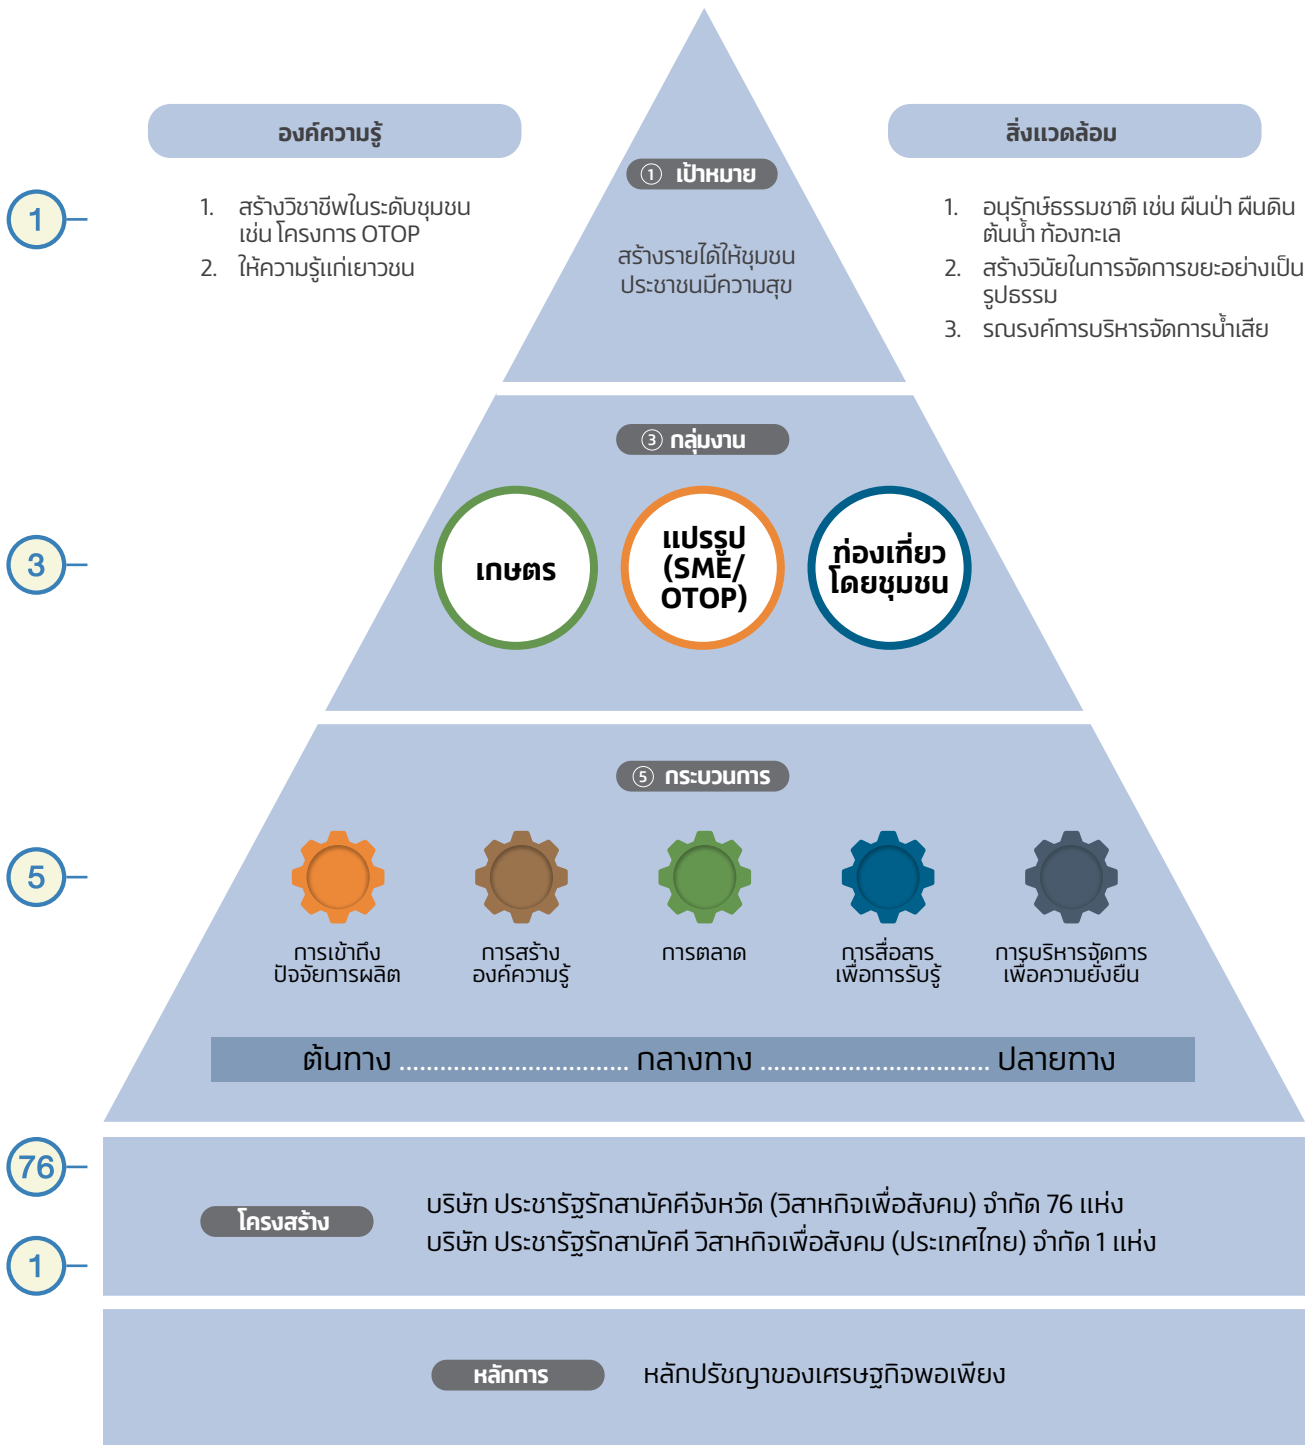 องค์ความรู้
1. สร้างวิชาชีพในระดับชุมชน
เช่น โครงการ OTOP
2. ให้ความรู้แก่เยาวชน
สิ่งแวดล้อม
1. อนุรักษ์ธรรมชาติ เช่น ผืนป่า ผืนดิน
ต้นน้ำ ท้องทะเล
2. สร้างวินัยในการจัดการขยะอย่างเป็น
รูปธรรม
3. รณรงค์การบริหารจัดการน้ำเสีย
1
① เป้าหมาย
สร้างรายได้ให้ชุมชน
ประชาชนมีความสุข
3
③ กลุ่มงาน
เกษตร
แปรรูป
(SME/
OTOP)
ท่องเที่ยว
โดยชุมชน
5
⑤ กระบวนการ
การเข้าถึง
ปัจจัยการผลิต
การสร้าง
องค์ความรู้
การตลาด
การสื่อสาร
เพื่อการรับรู้
การบริหารจัดการ
เพื่อความยั่งยืน
ต้นทาง .................................. กลางทาง .................................. ปลายทาง
76
1
โครงสร้าง
บริษัท ประชารัฐรักสามัคคีจังหวัด (วิสาหกิจเพื่อสังคม) จำกัด 76 แห่ง
บริษัท ประชารัฐรักสามัคคี วิสาหกิจเพื่อสังคม (ประเทศไทย) จำกัด 1 แห่ง
หลักการ
หลักปรัชญาของเศรษฐกิจพอเพียง